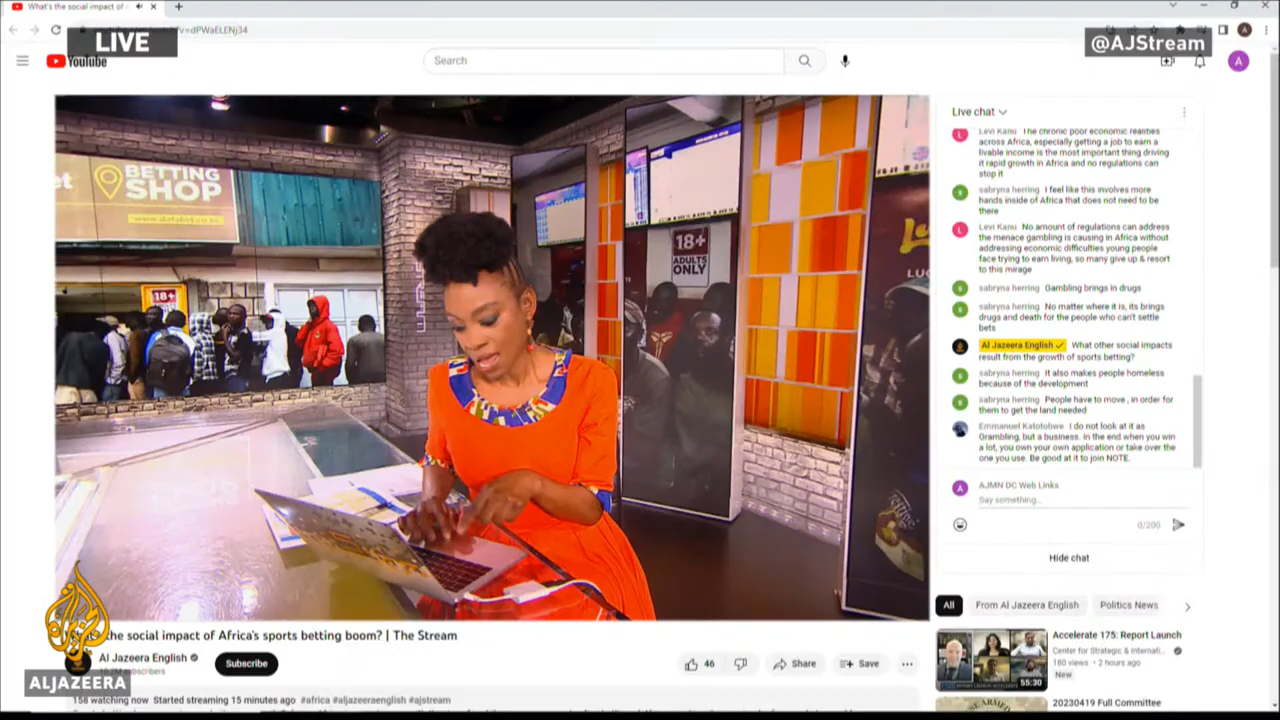 What's the social impact of
LIVE
v=dPWaELENj34
@AJStream
YouTube
Search
A
BETTING
SHOP
18+
18+
ADULTS
ONLY
Live chat
Levi Kanu The chronic poor economic realities
across Africa, especially getting a job to earn a
livable income is the most important thing driving
it rapid growth in Africa and no regulations can
stop it
sabryna herring I feel like this involves more
hands inside of Africa that does not need to be
there
Levi Kanu No amount of regulations can address
the menace gambling is causing in Africa without
addressing economic difficulties young people
face trying to earn living, so many give up & resort
to this mirage
sabryna herring Gambling brings in drugs
sabryna herring No matter where it is, its brings
drugs and death for the people who can't settle
bets
Al Jazeera English What other social impacts
result from the growth of sports betting?
sabryna herring It also makes people homeless
because of the development
sabryna herring People have to move , in order for
them to get the land needed
Emmanuel Katotobwe I do not look at it as
Grambling, but a business. In the end when you win
a lot, you own your own application or take over the
one you use. Be good at it to join NOTE.
AJMN DC Web Links
Say something...
0/200
Hide chat
All
From Al Jazeera English
Politics News
the social impact of Africa's sports betting boom? | The Stream
Al Jazeera English
subscribers
Subscribe
46
Share
Save
ALJAZEERA
158 watching now Started streaming 15 minutes ago #africa #aljazeeraenglish #ajstream
Accelerate 175: Report Launch
Center for Strategic & Internati...
180 views • 2 hours ago
New
55:30
20230419 Full Committee